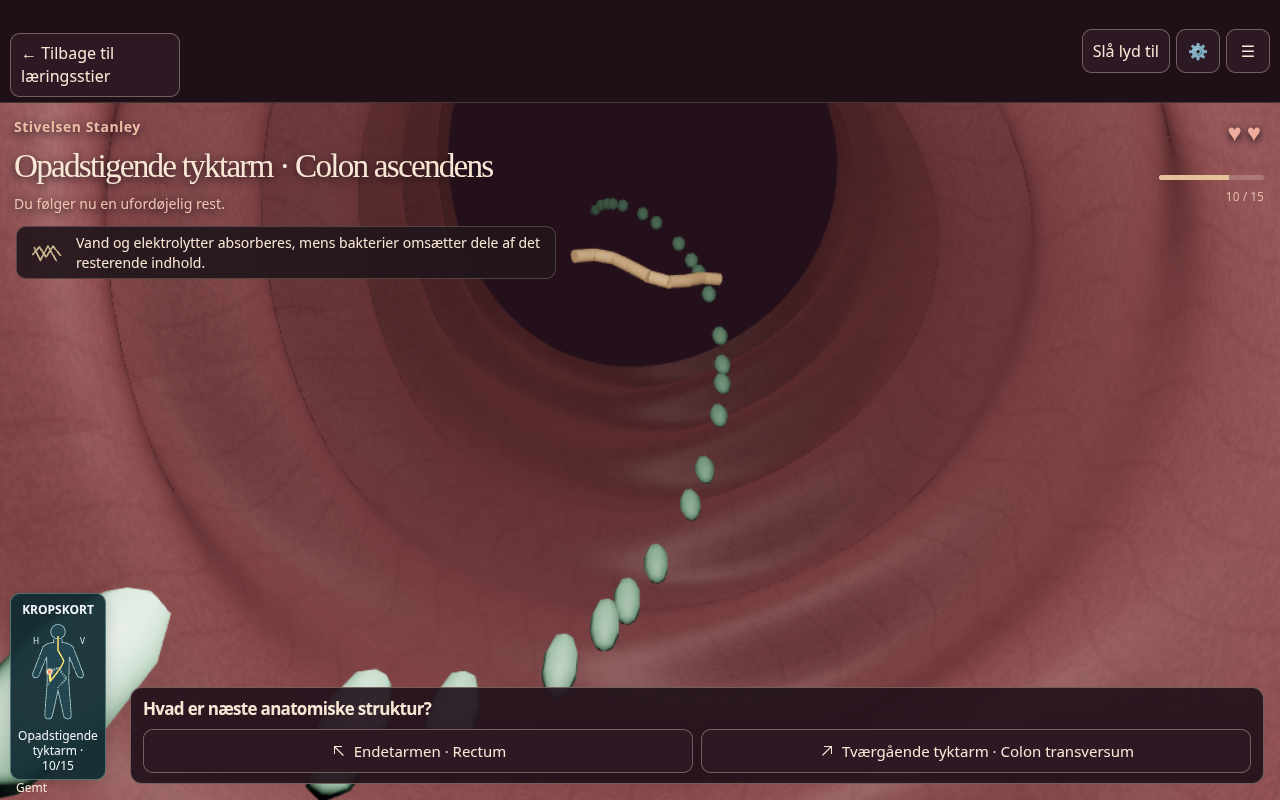 ← Tilbage til
læringsstier
Slå lyd til
Stivelsen Stanley
Opadstigende tyktarm · Colon ascendens
Du følger nu en ufordøjelig rest.
Vand og elektrolytter absorberes, mens bakterier omsætter dele af det
resterende indhold.
10 / 15
KROPSKORT
H
V
Opadstigende
tyktarm ·
10/15
Gemt
Hvad er næste anatomiske struktur?
↖ Endetarmen · Rectum
↗ Tværgående tyktarm · Colon transversum